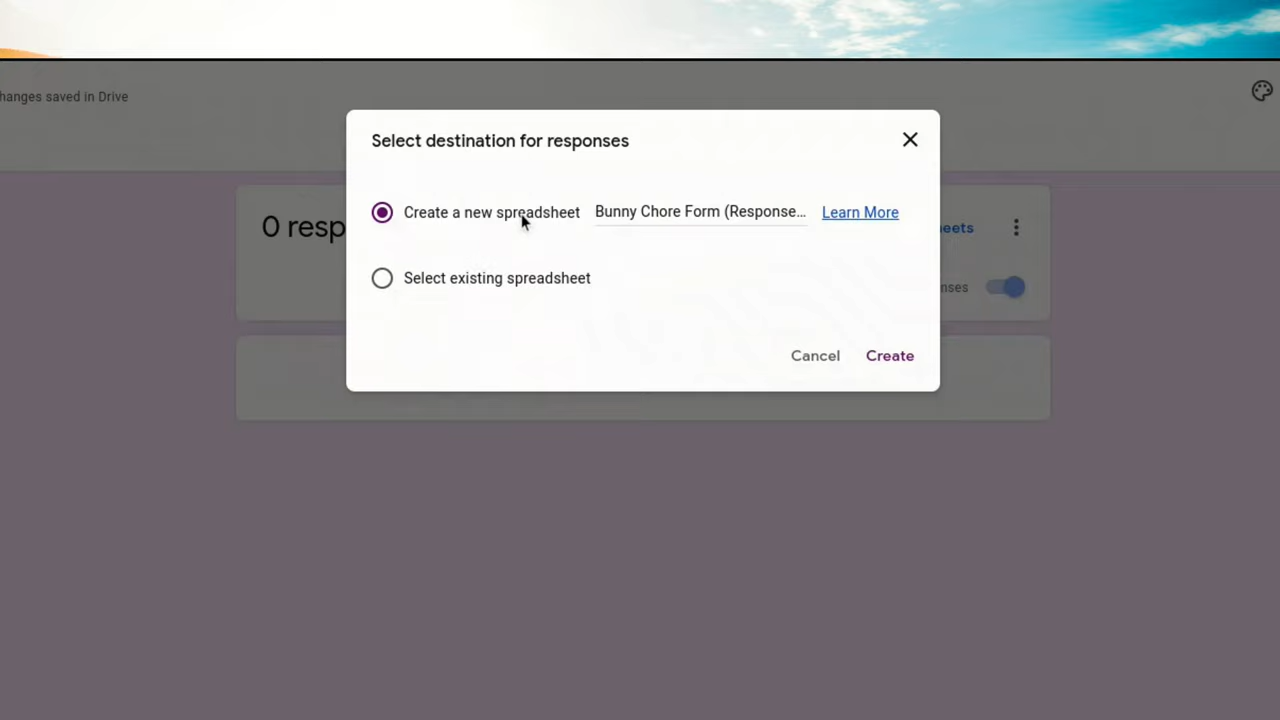 hanges saved in Drive
Select destination for responses
Create a new spreadsheet Bunny Chore Form (Response... Learn More
0 resp
eets
Select existing spreadsheet
nses
Cancel Create